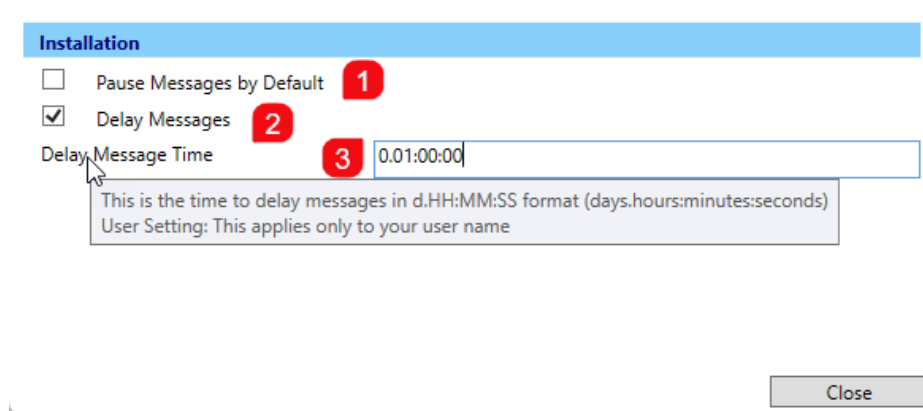 Installation
Pause Messages by Default 1
Delay Messages 2
Delay Message Time 3 0.01:00:00
This is the time to delay messages in d.HH:MM:SS format (days.hours:minutes:seconds)
User Setting: This applies only to your user name
Close